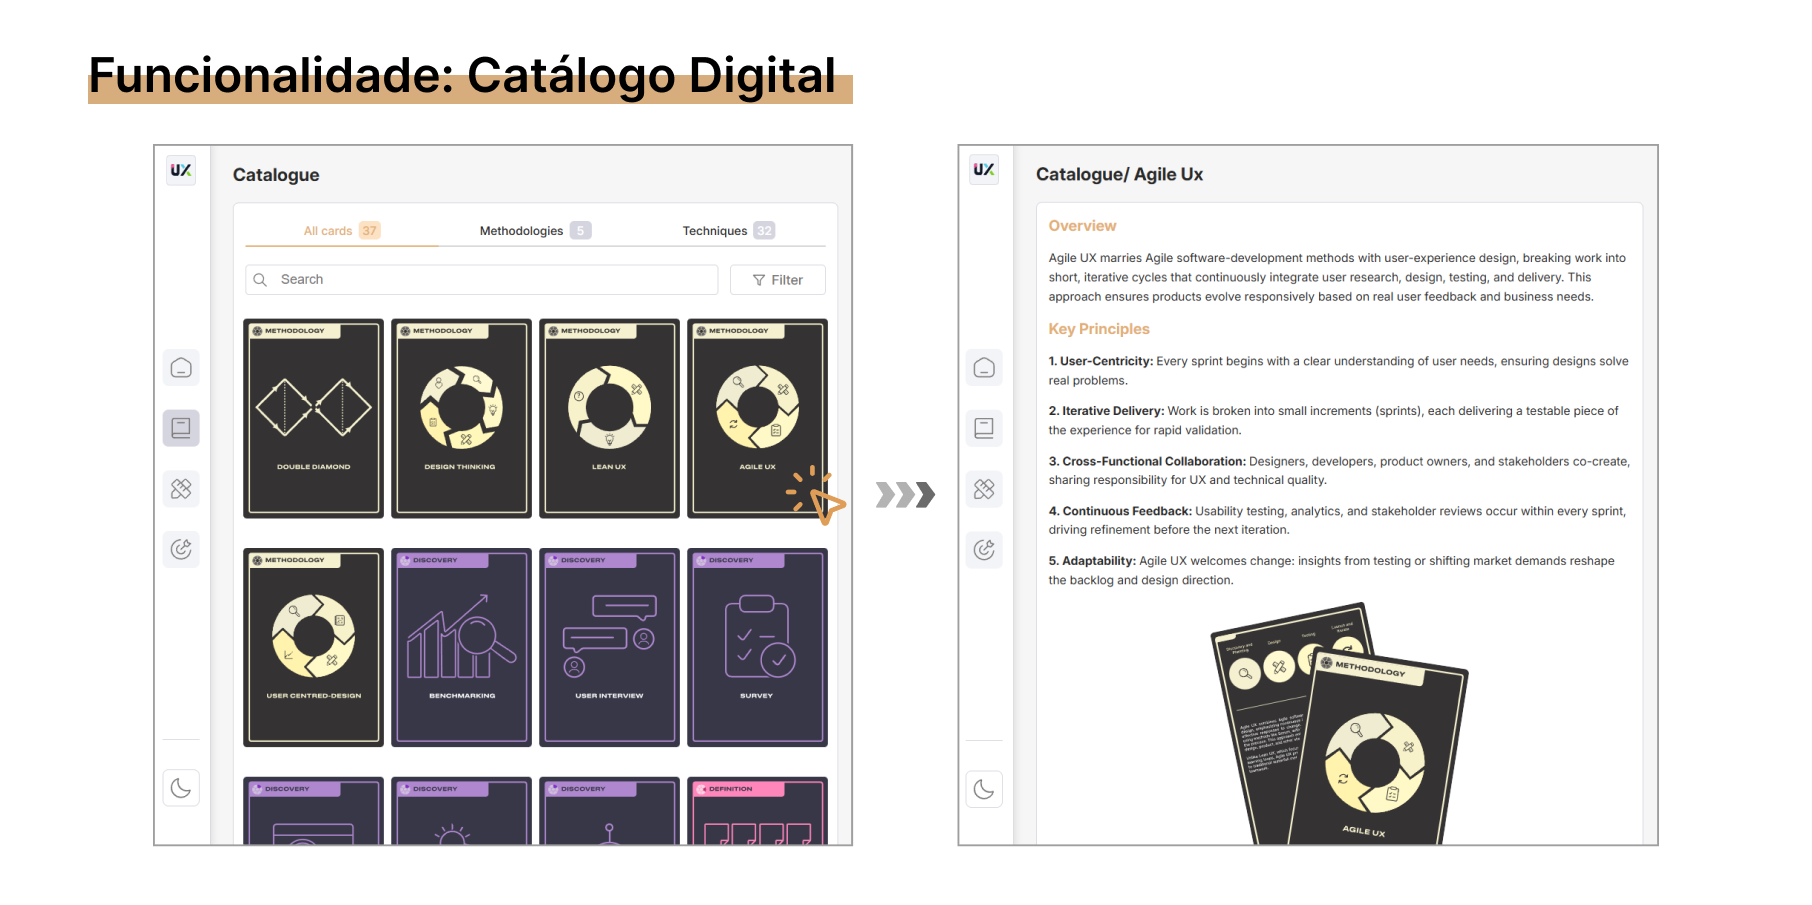 Funcionalidade: Catálogo Digital
UX
Catalogue
All cards 37
Methodologies 5
Techniques 32
Search
Filter
METHODOLOGY
DOUBLE DIAMOND
METHODOLOGY
DESIGN THINKING
METHODOLOGY
LEAN UX
METHODOLOGY
AGILE UX
METHODOLOGY
USER CENTRED-DESIGN
DISCOVERY
BENCHMARKING
DISCOVERY
USER INTERVIEW
DISCOVERY
SURVEY
DISCOVERY
DISCOVERY
DISCOVERY
DEFINITION
UX
Catalogue/ Agile Ux
Overview
Agile UX marries Agile software-development methods with user-experience design, breaking work into
short, iterative cycles that continuously integrate user research, design, testing, and delivery. This
approach ensures products evolve responsively based on real user feedback and business needs.
Key Principles
1. User-Centricity: Every sprint begins with a clear understanding of user needs, ensuring designs solve
real problems.
2. Iterative Delivery: Work is broken into small increments (sprints), each delivering a testable piece of
the experience for rapid validation.
3. Cross-Functional Collaboration: Designers, developers, product owners, and stakeholders co-create,
sharing responsibility for UX and technical quality.
4. Continuous Feedback: Usability testing, analytics, and stakeholder reviews occur within every sprint,
driving refinement before the next iteration.
5. Adaptability: Agile UX welcomes change: insights from testing or shifting market demands reshape
the backlog and design direction.
Discovery and
Planning
Design
Testing
Launch and
METHODOLOGY
AGILE UX